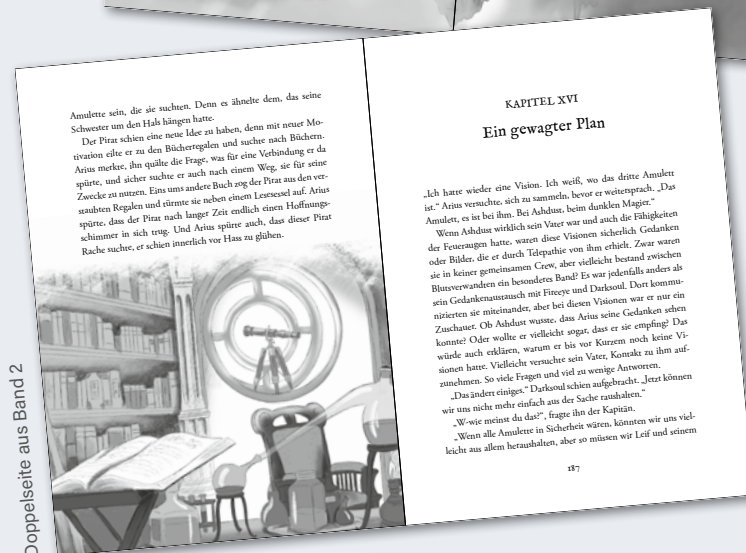 Amulette sein, die sie suchten. Denn es ähnelte dem, das seine
Schwester um den Hals hängen hatte.
Der Pirat schien eine neue Idee zu haben, denn mit neuer Mo-
tivation eilte er zu den Bücherregalen und suchte nach Büchern.
Arius merkte, ihn quälte die Frage, was für eine Verbindung er da
spürte, und sicher suchte er auch nach einem Weg, sie für seine
Zwecke zu nutzen. Eins ums andere Buch zog der Pirat aus den ver-
staubten Regalen und türmte sie neben einem Lesesessel auf. Arius
spürte, dass der Pirat nach langer Zeit endlich einen Hoffnungs-
schimmer in sich trug. Und Arius spürte auch, dass dieser Pirat
Rache suchte, er schien innerlich vor Hass zu glühen.
KAPITEL XVI
Ein gewagter Plan
„Ich hatte wieder eine Vision. Ich weiß, wo das dritte Amulett
ist.“ Arius versuchte, sich zu sammeln, bevor er weitersprach. „Das
Amulett, es ist bei ihm. Bei Ashdust, beim dunklen Magier.“
Wenn Ashdust wirklich sein Vater war und auch die Fähigkeiten
der Feueraugen hatte, waren diese Visionen sicherlich Gedanken
oder Bilder, die er durch Telepathie von ihm erhielt. Zwar waren
sie in keiner gemeinsamen Crew, aber vielleicht bestand zwischen
Blutsverwandten ein besonderes Band? Es war jedenfalls anders als
sein Gedankenaustausch mit Fireeye und Darksoul. Dort kommu-
nizierten sie miteinander, aber bei diesen Visionen war er nur ein
Zuschauer. Ob Ashdust wusste, dass Arius seine Gedanken sehen
konnte? Oder wollte er vielleicht sogar, dass er sie empfing? Das
würde auch erklären, warum er bis vor Kurzem noch keine Vi-
sionen hatte. Vielleicht versuchte sein Vater, Kontakt zu ihm auf-
zunehmen. So viele Fragen und viel zu wenige Antworten.
„Das ändert einiges.“ Darksoul schien aufgebracht. „Jetzt können
wir uns nicht mehr einfach aus der Sache raushalten.“
„W-wie meinst du das?“, fragte ihn der Kapitän.
„Wenn alle Amulette in Sicherheit wären, könnten wir uns viel-
leicht aus allem heraushalten, aber so müssen wir Leif und seinem
187
Doppelseite aus Band 2